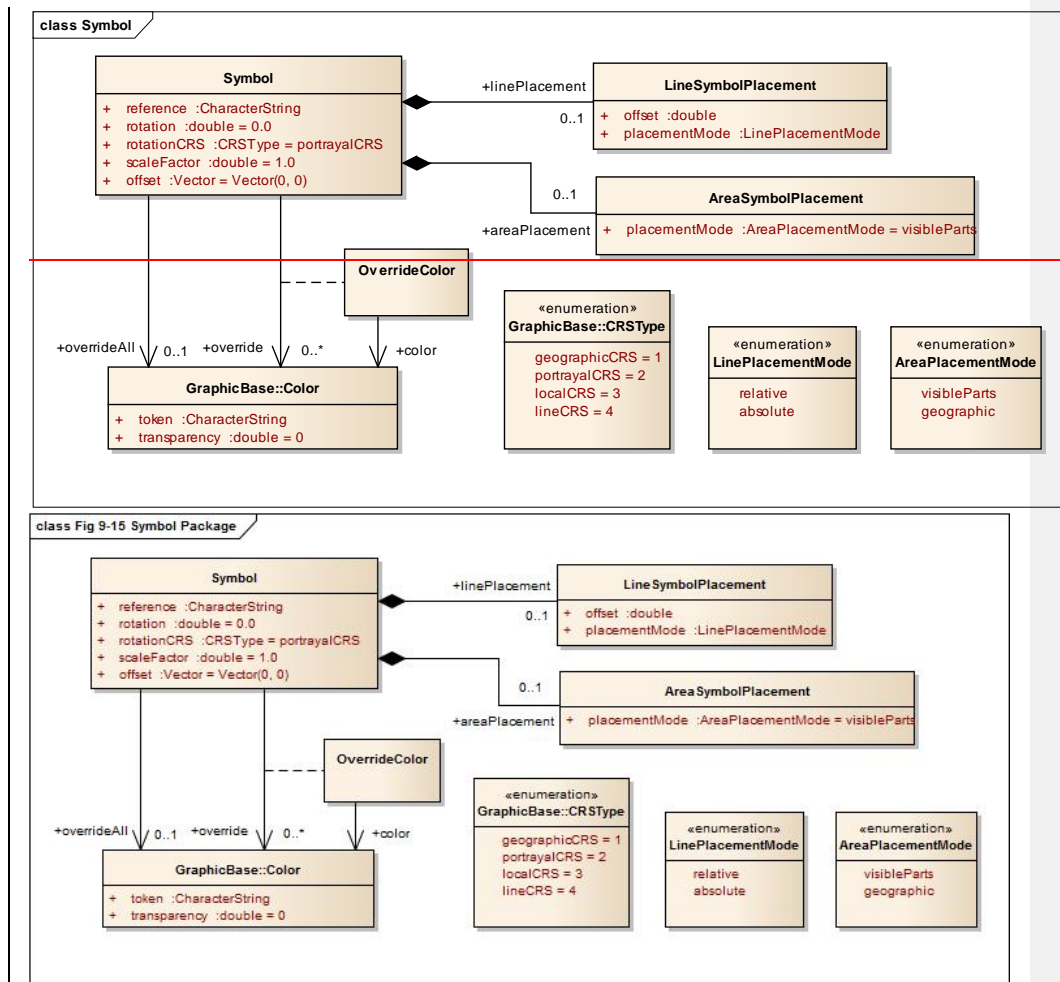 class Symbol
Symbol
+ reference :CharacterString
+ rotation :double = 0.0
+ rotationCRS :CRSType = portrayalCRS
+ scaleFactor :double = 1.0
+ offset :Vector = Vector(0, 0)
+linePlacement
0..1
LineSymbolPlacement
+ offset :double
+ placementMode :LinePlacementMode
0..1
+areaPlacement
AreaSymbolPlacement
+ placementMode :AreaPlacementMode = visibleParts
OverrideColor
+overrideAll
0..1
+override
0..*
+color
GraphicBase::Color
+ token :CharacterString
+ transparency :double = 0
«enumeration»
GraphicBase::CRSType
geographicCRS = 1
portrayalCRS = 2
localCRS = 3
lineCRS = 4
«enumeration»
LinePlacementMode
relative
absolute
«enumeration»
AreaPlacementMode
visibleParts
geographic
class Fig 9-15 Symbol Package
Symbol
+ reference :CharacterString
+ rotation :double = 0.0
+ rotationCRS :CRSType = portrayalCRS
+ scaleFactor :double = 1.0
+ offset :Vector = Vector(0, 0)
+linePlacement
0..1
LineSymbolPlacement
+ offset :double
+ placementMode :LinePlacementMode
0..1
+areaPlacement
AreaSymbolPlacement
+ placementMode :AreaPlacementMode = visibleParts
OverrideColor
+overrideAll
0..1
+override
0..*
+color
GraphicBase::Color
+ token :CharacterString
+ transparency :double = 0
«enumeration»
GraphicBase::CRSType
geographicCRS = 1
portrayalCRS = 2
localCRS = 3
lineCRS = 4
«enumeration»
LinePlacementMode
relative
absolute
«enumeration»
AreaPlacementMode
visibleParts
geographic